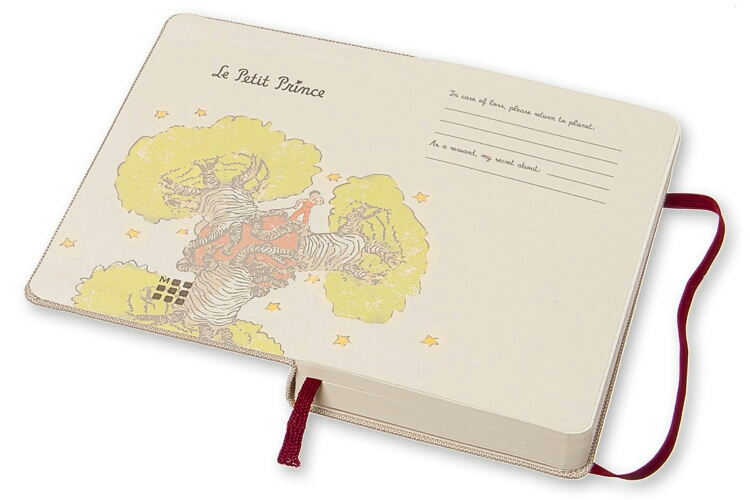 Le Petit Prince
In case of loss, please return to planet:
As a reward, my secret about:
M